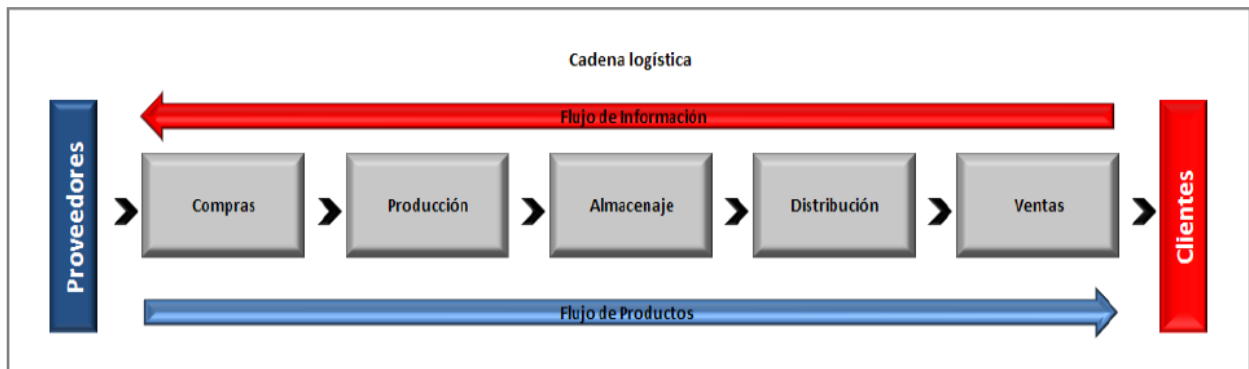 Cadena logística
Flujo de Información
Proveedores
Compras
Producción
Almacenaje
Distribución
Ventas
Clientes
Flujo de Productos